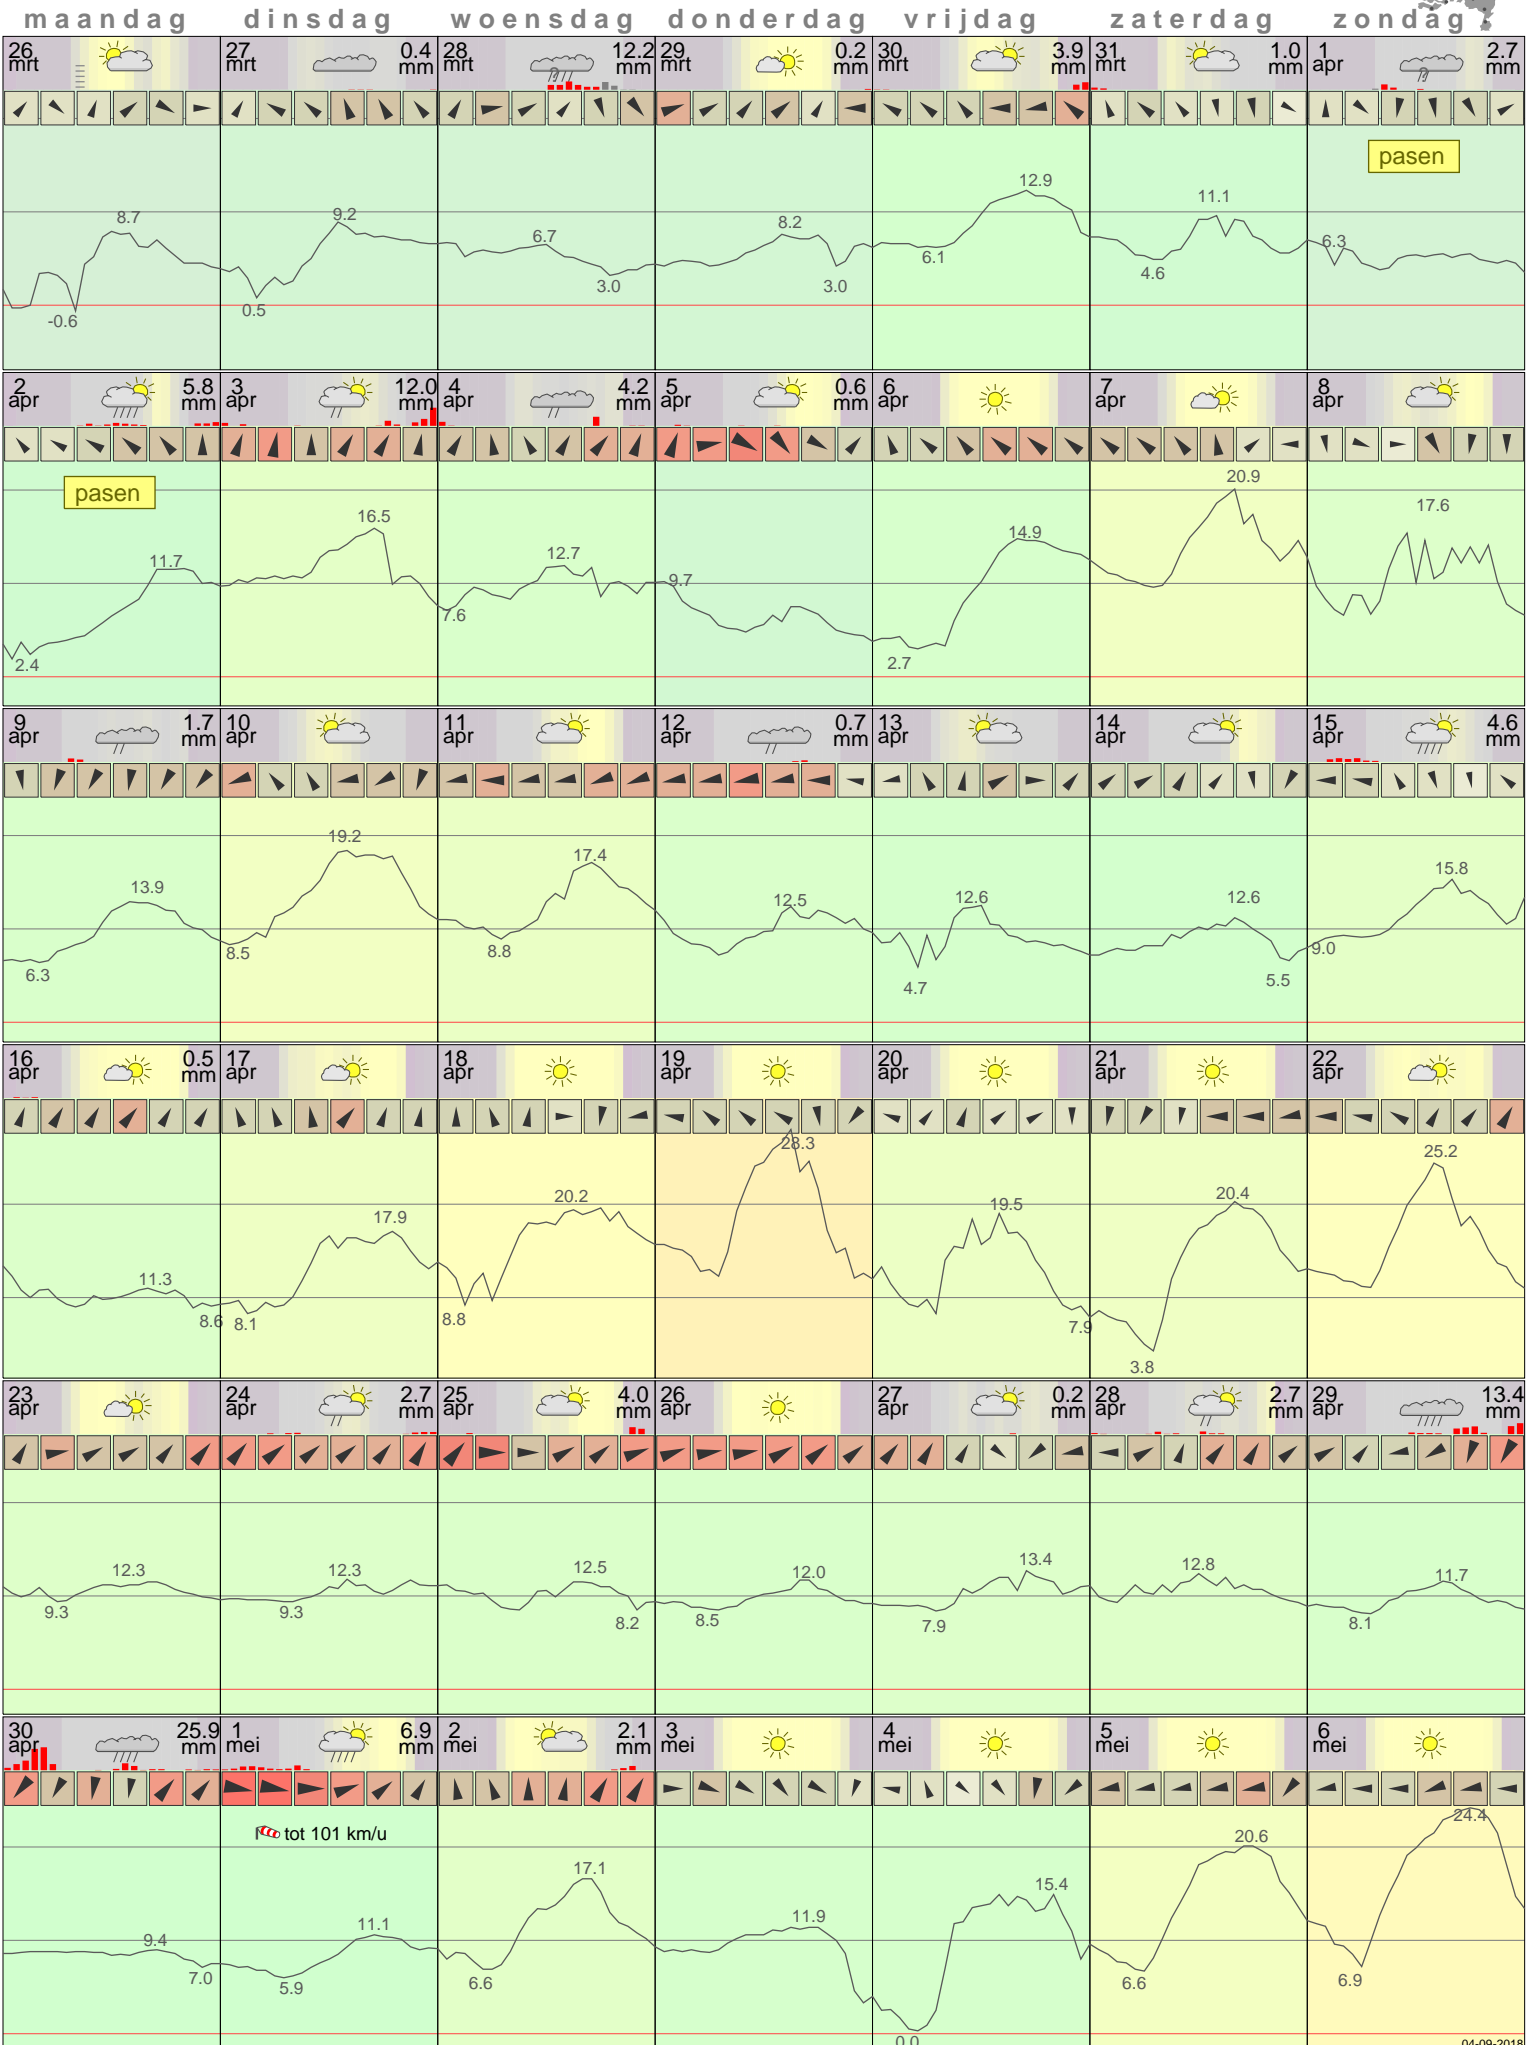 maandag dinsdag woensdag donderdag vrijdag zaterdag zondag
26 27 0.4 28 12.2 29 0.2 30 3.9 31 1.0 1 2.7
mrt mrt mm mrt mm mrt mm mrt mm mrt mm apr mm
pasen
12.9
11.1
8.7 9.2 6.7 8.2 6.3
6.1
4.6
3.0 3.0
-0.6 0.5
2 5.8 3 12.0 4 4.2 5 0.6 6 7 8
apr mm apr mm apr mm apr mm apr apr apr
pasen 20.9
17.6
16.5
14.9
11.7 12.7
9.7
7.6
2.4 2.7
9 1.7 10 11 12 0.7 13 14 15 4.6
apr mm apr apr apr mm apr apr apr mm
19.2
17.4
15.8
13.9 12.5 12.6 12.6
8.5 8.8 9.0
6.3 4.7 5.5
16 0.5 17 18 19 20 21 22
apr mm apr apr apr apr apr apr
28.3 25.2
20.2 19.5 20.4
17.9
11.3
8.6 8.1 8.8 7.9
3.8
23 24 2.7 25 4.0 26 27 0.2 28 2.7 29 13.4
apr apr mm apr mm apr apr mm apr mm apr mm
12.3 12.3 12.5 12.0 13.4 12.8 11.7
9.3 9.3 8.2 8.5 7.9 8.1
30 25.9 1 6.9 2 2.1 3 4 5 6
apr mm mei mm mei mm mei mei mei mei
24.4
tot 101 km/u 20.6
17.1
15.4
9.4 11.1 11.9
7.0 5.9 6.6 6.6 6.9
0.0
04-09-2018